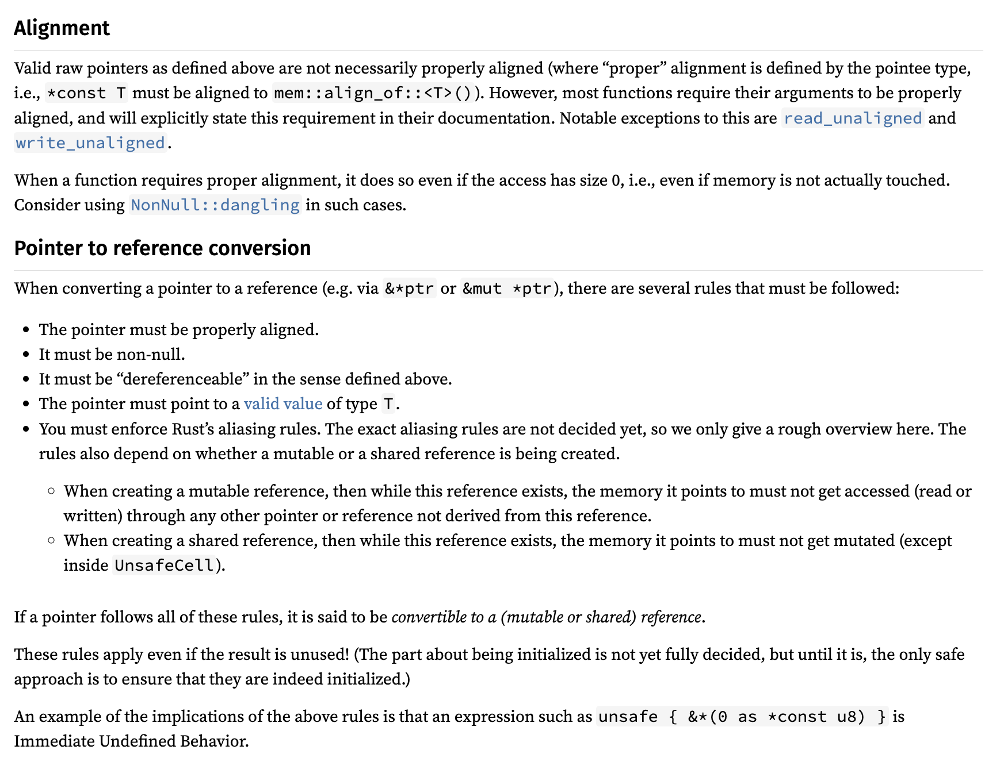 Alignment
Valid raw pointers as defined above are not necessarily properly aligned (where “proper” alignment is defined by the pointee type,
i.e., *const T must be aligned to mem::align_of::<T>()). However, most functions require their arguments to be properly
aligned, and will explicitly state this requirement in their documentation. Notable exceptions to this are read_unaligned and
write_unaligned.
When a function requires proper alignment, it does so even if the access has size 0, i.e., even if memory is not actually touched.
Consider using NonNull::dangling in such cases.
Pointer to reference conversion
When converting a pointer to a reference (e.g. via &*ptr or &mut *ptr), there are several rules that must be followed:
• The pointer must be properly aligned.
• It must be non-null.
• It must be “dereferenceable” in the sense defined above.
• The pointer must point to a valid value of type T.
• You must enforce Rust’s aliasing rules. The exact aliasing rules are not decided yet, so we only give a rough overview here. The
rules also depend on whether a mutable or a shared reference is being created.
◦ When creating a mutable reference, then while this reference exists, the memory it points to must not get accessed (read or
written) through any other pointer or reference not derived from this reference.
◦ When creating a shared reference, then while this reference exists, the memory it points to must not get mutated (except
inside UnsafeCell).
If a pointer follows all of these rules, it is said to be convertible to a (mutable or shared) reference.
These rules apply even if the result is unused! (The part about being initialized is not yet fully decided, but until it is, the only safe
approach is to ensure that they are indeed initialized.)
An example of the implications of the above rules is that an expression such as unsafe { &*(0 as *const u8) } is
Immediate Undefined Behavior.